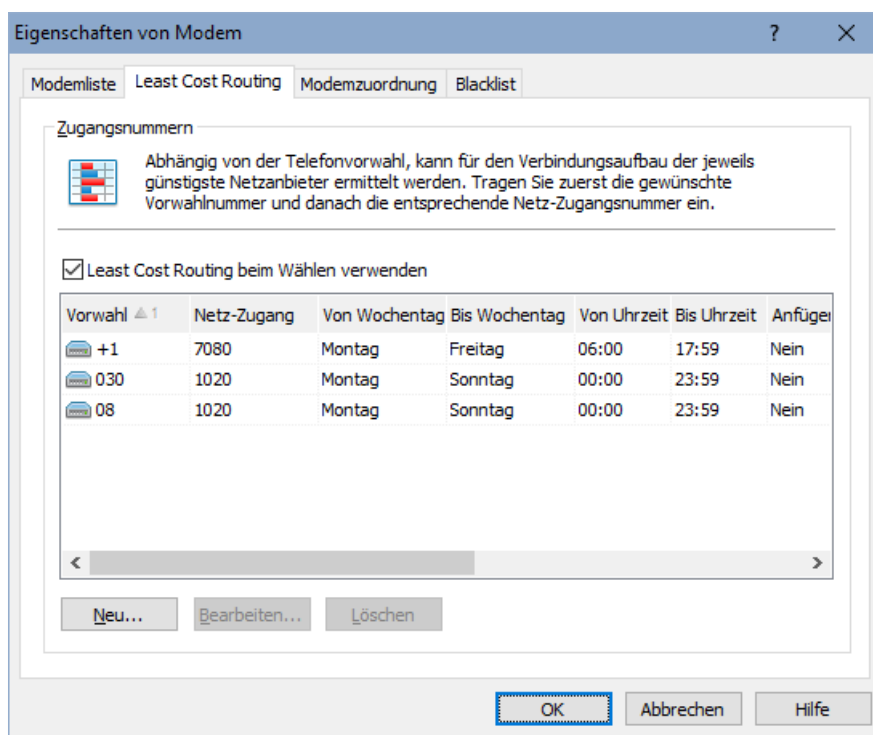 Eigenschaften von Modem ?
Modemliste Least Cost Routing Modemzuordnung Blacklist
Zugangsnummern
Abhängig von der Telefonvorwahl, kann für den Verbindungsaufbau der jeweils
günstigste Netzanbieter ermittelt werden. Tragen Sie zuerst die gewünschte
Vorwahlnummer und danach die entsprechende Netz-Zugangsnummer ein.
Least Cost Routing beim Wählen verwenden
Vorwahl 1 Netz-Zugang Von Wochentag Bis Wochentag Von Uhrzeit Bis Uhrzeit Anfüger
+1 7080 Montag Freitag 06:00 17:59 Nein
030 1020 Montag Sonntag 00:00 23:59 Nein
08 1020 Montag Sonntag 00:00 23:59 Nein
Neu... Bearbeiten... Löschen
OK Abbrechen Hilfe